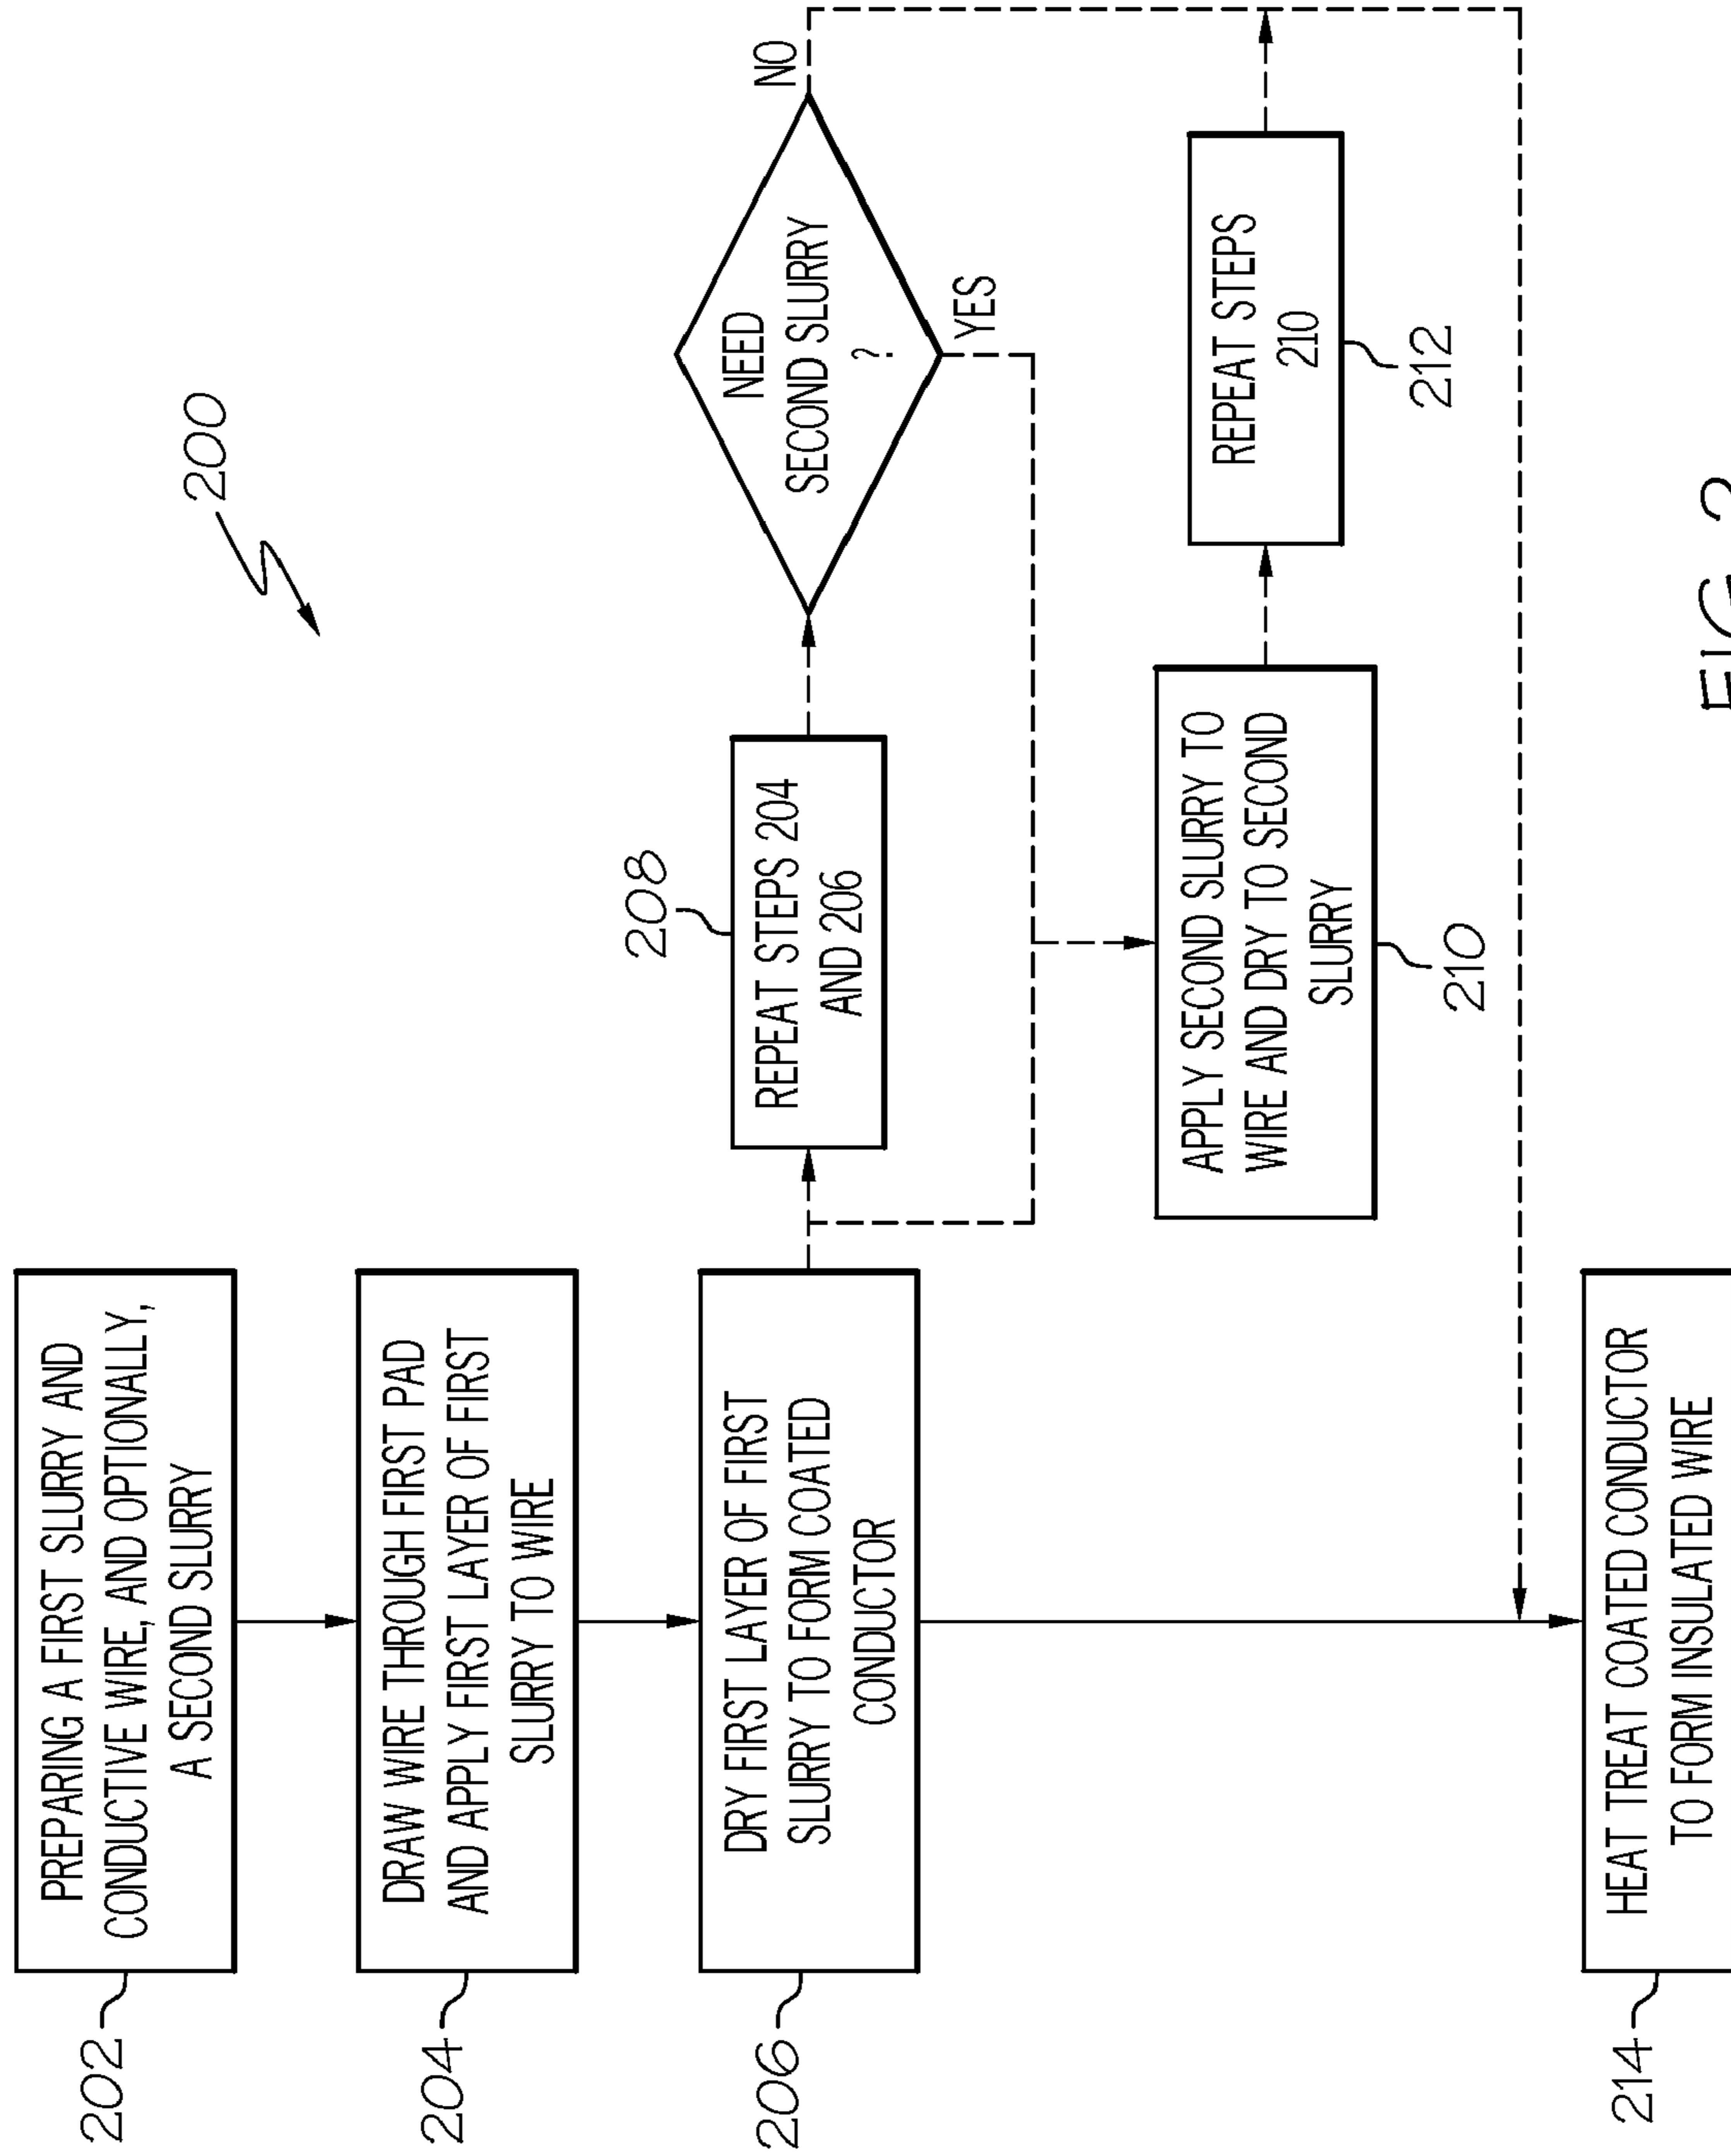 200
202
PREPARING A FIRST SLURRY AND
CONDUCTIVE WIRE, AND OPTIONALLY,
A SECOND SLURRY
204
DRAW WIRE THROUGH FIRST PAD
AND APPLY FIRST LAYER OF FIRST
SLURRY TO WIRE
206
DRY FIRST LAYER OF FIRST
SLURRY TO FORM COATED
CONDUCTOR
208
REPEAT STEPS 204
AND 206
NEED
SECOND SLURRY
?
NO
YES
APPLY SECOND SLURRY TO
WIRE AND DRY TO SECOND
SLURRY
210
REPEAT STEPS
210
212
214
HEAT TREAT COATED CONDUCTOR
TO FORM INSULATED WIRE
FIG. 2